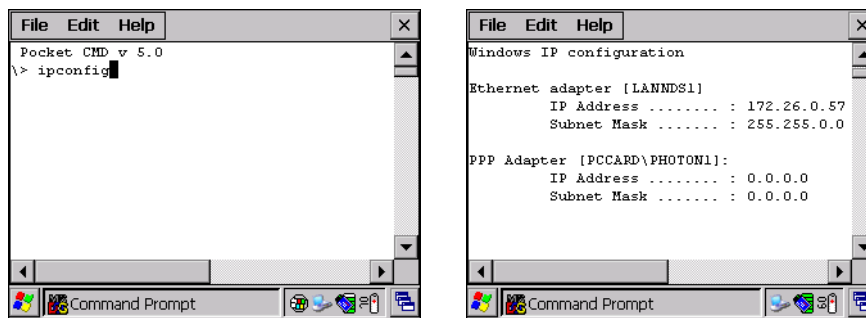 File Edit Help
Pocket CMD v 5.0
\> ipconfig
Command Prompt
File Edit Help
Windows IP configuration
Ethernet adapter [LANNDS1]
IP Address ........ : 172.26.0.57
Subnet Mask ....... : 255.255.0.0
PPP Adapter [PCCARD\PHOTON1]:
IP Address ........ : 0.0.0.0
Subnet Mask ....... : 0.0.0.0
Command Prompt